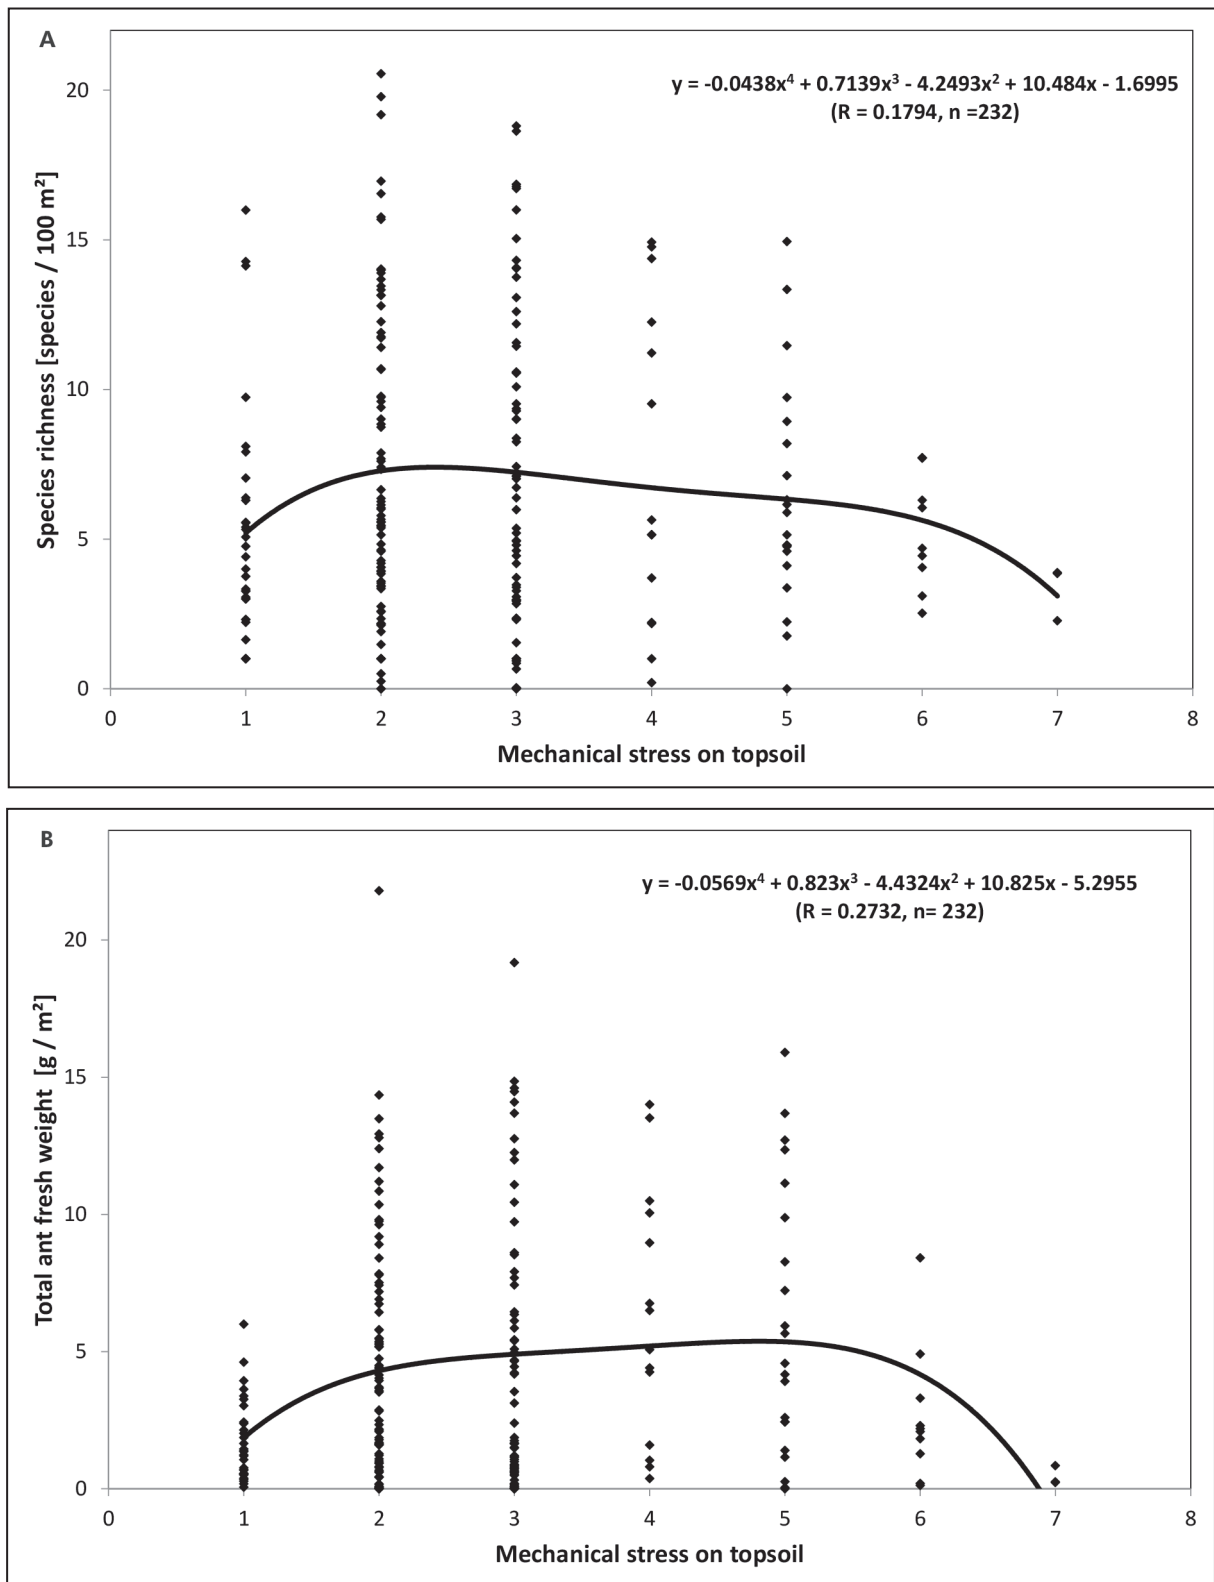 A
y = -0.0438x⁴ + 0.7139x³ - 4.2493x² + 10.484x - 1.6995
(R = 0.1794, n =232)
Species richness [species / 100 m²]
20
15
10
5
0
0 1 2 3 4 5 6 7 8
Mechanical stress on topsoil
B
y = -0.0569x⁴ + 0.823x³ - 4.4324x² + 10.825x - 5.2955
(R = 0.2732, n= 232)
Total ant fresh weight [g / m²]
20
15
10
5
0
0 1 2 3 4 5 6 7 8
Mechanical stress on topsoil